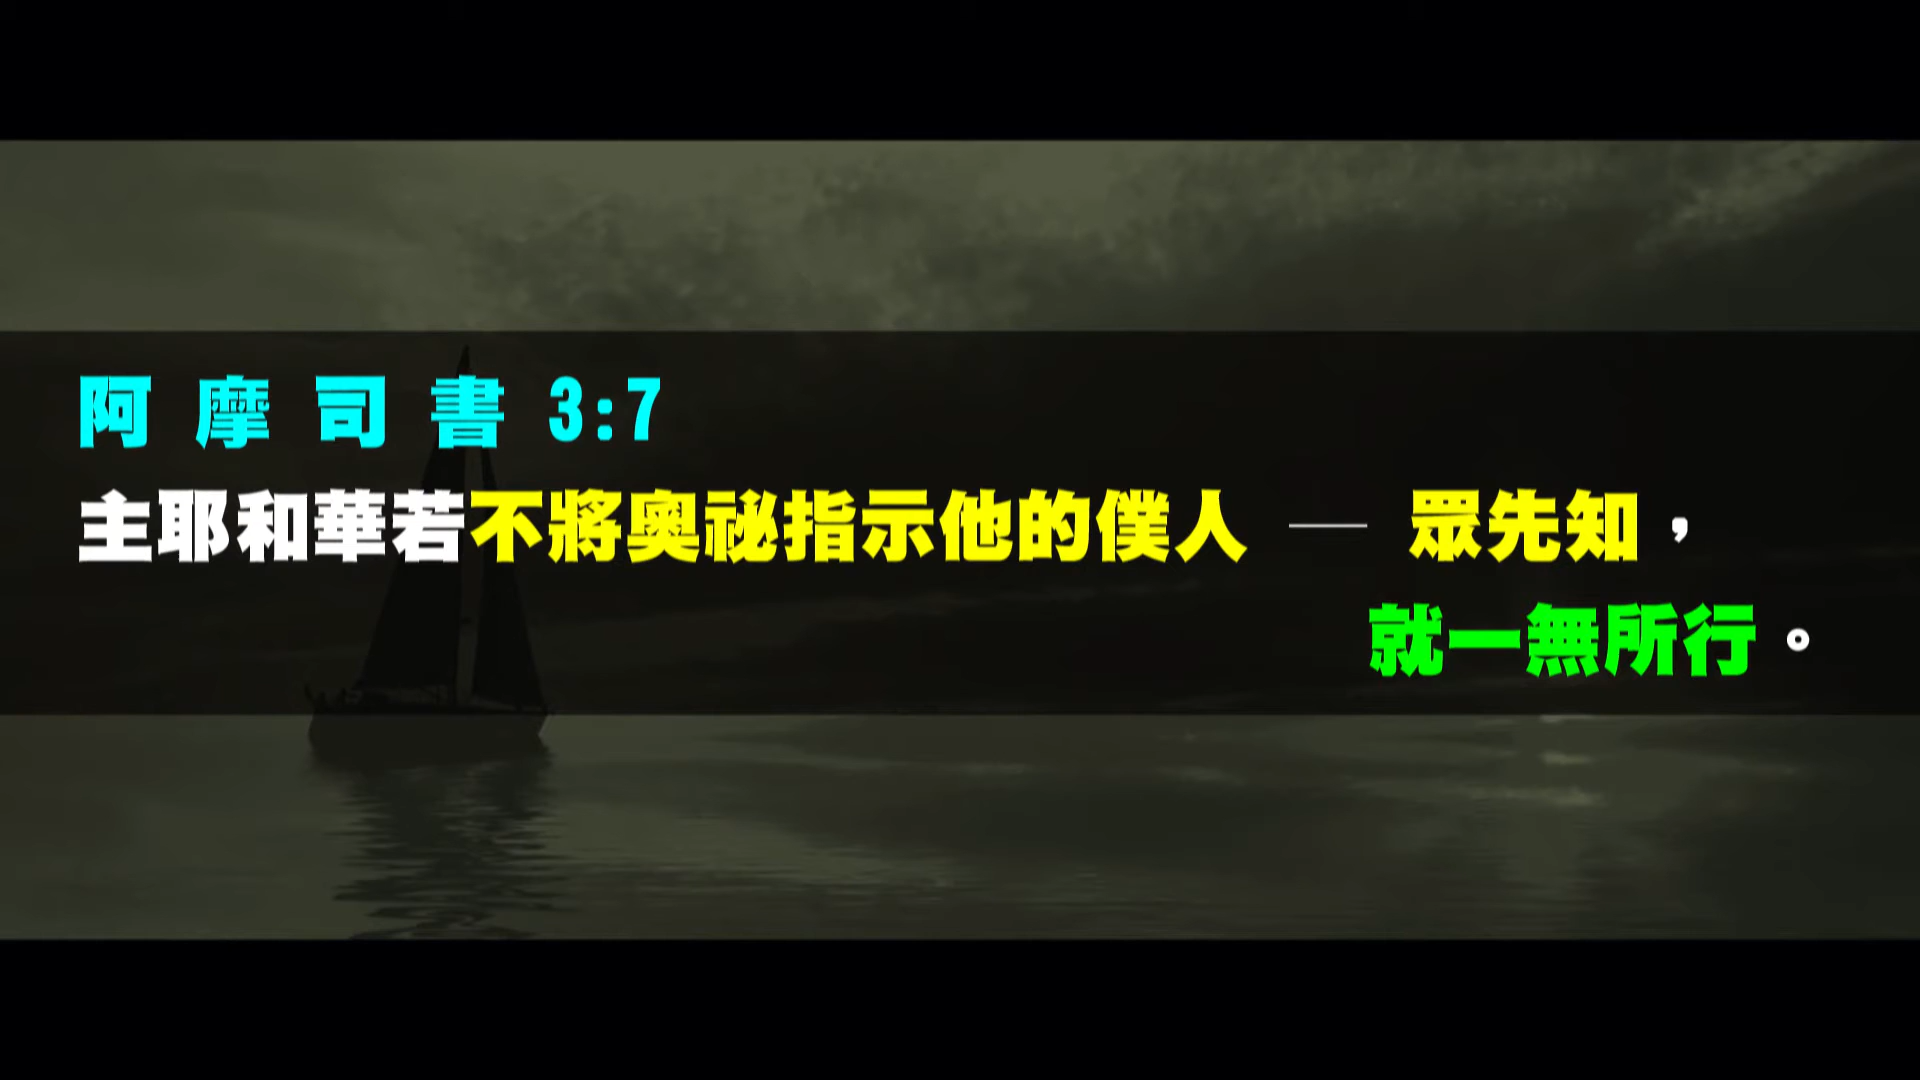 阿摩司書 3:7
主耶和華若不將奧祕指示他的僕人 — 眾先知，
就一無所行。